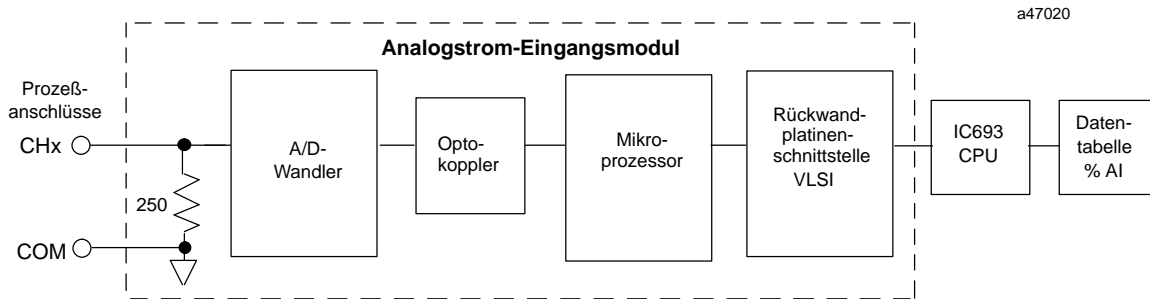 a47020
Analogstrom-Eingangsmodul
Prozeß-
anschlüsse
CHx
COM
250
A/D-
Wandler
Opto-
koppler
Mikro-
prozessor
Rückwand-
platinen-
schnittstelle
VLSI
IC693
CPU
Daten-
tabelle
% AI